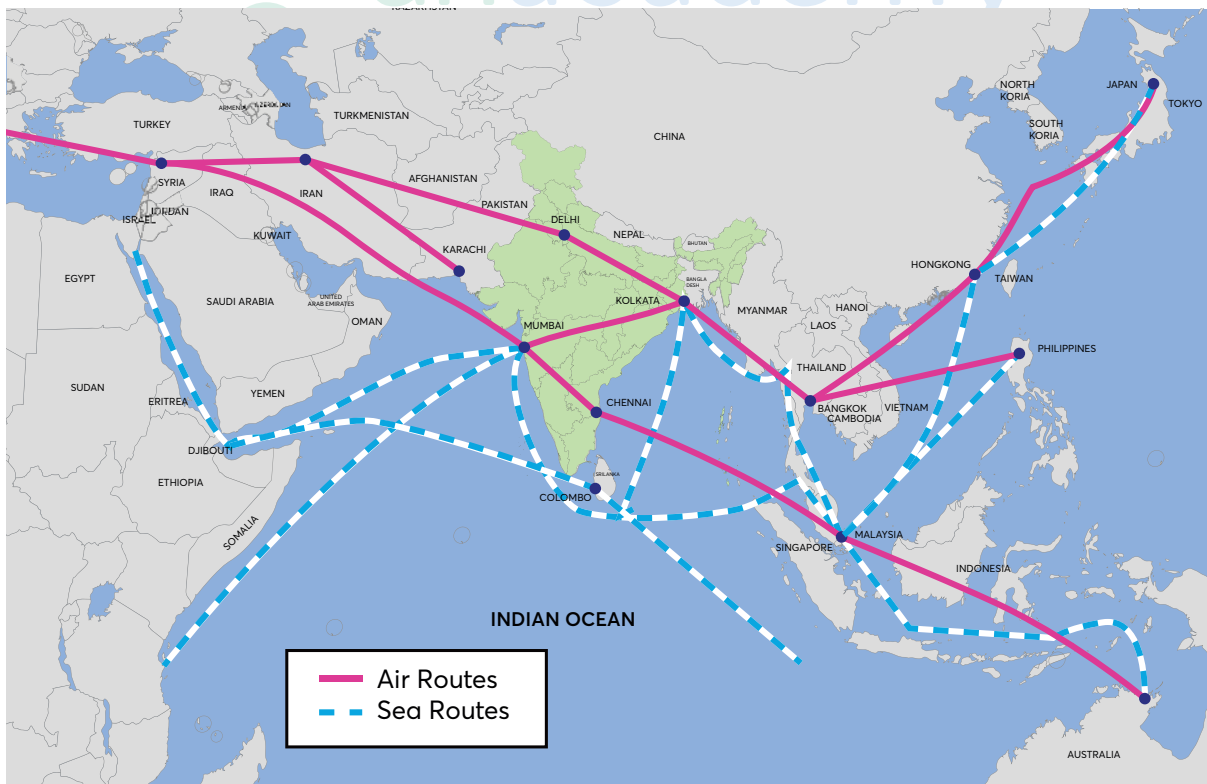 KAZAKHSTAN
ARMENIA
AZERBAIJAN
TURKEY
TURKMENISTAN
CHINA
NORTH
KORIA
SOUTH
KORIA
JAPAN
TOKYO
SYRIA
IRAQ
IRAN
AFGHANISTAN
PAKISTAN
DELHI
NEPAL
BHUTAN
ISRAEL
KUWAIT
KARACHI
EGYPT
SAUDI ARABIA
UNITED
ARAB EMIRATES
OMAN
BANGLA
DESH
KOLKATA
MYANMAR
HANOI
LAOS
HONGKONG
TAIWAN
MUMBAI
THAILAND
PHILIPPINES
SUDAN
ERITREA
YEMEN
CHENNAI
BANGKOK
CAMBODIA
VIETNAM
DJIBOUTI
ETHIOPIA
SRILANKA
COLOMBO
SOMALIA
SINGAPORE
MALAYSIA
INDONESIA
INDIAN OCEAN
Air Routes
Sea Routes
AUSTRALIA